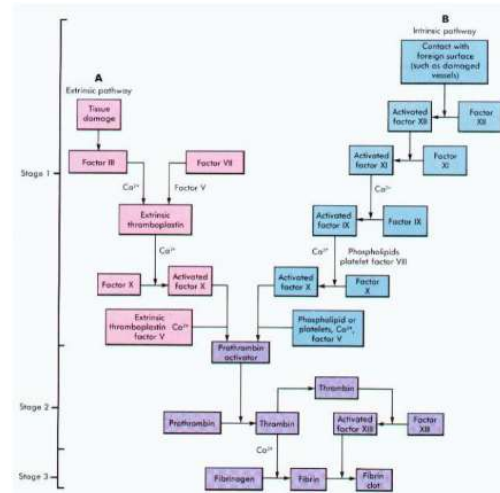 B
Intrinsic pathway
Contact with
foreign surface
(such as damaged
vessels)
A
Extrinsic pathway
Tissue
damage
Activated
factor XII
Factor
XII
Stage 1
Factor III
Factor VII
Activated
factor XI
Factor
XI
Ca²⁺
Factor V
Ca²⁺
Extrinsic
thromboplastin
Activated
factor IX
Factor IX
Ca²⁺
Ca²⁺
Phospholipids
platelet factor VIII
Factor X
Activated
factor X
Activated
factor X
Factor
X
Extrinsic
thromboplastin
factor V
Ca²⁺
Phospholipid or
platelets, Ca²⁺,
factor V
Prothrombin
activator
Thrombin
Stage 2
Prothrombin
Thrombin
Activated
factor XIII
Factor
XIII
Ca²⁺
Stage 3
Fibrinogen
Fibrin
Fibrin
clot